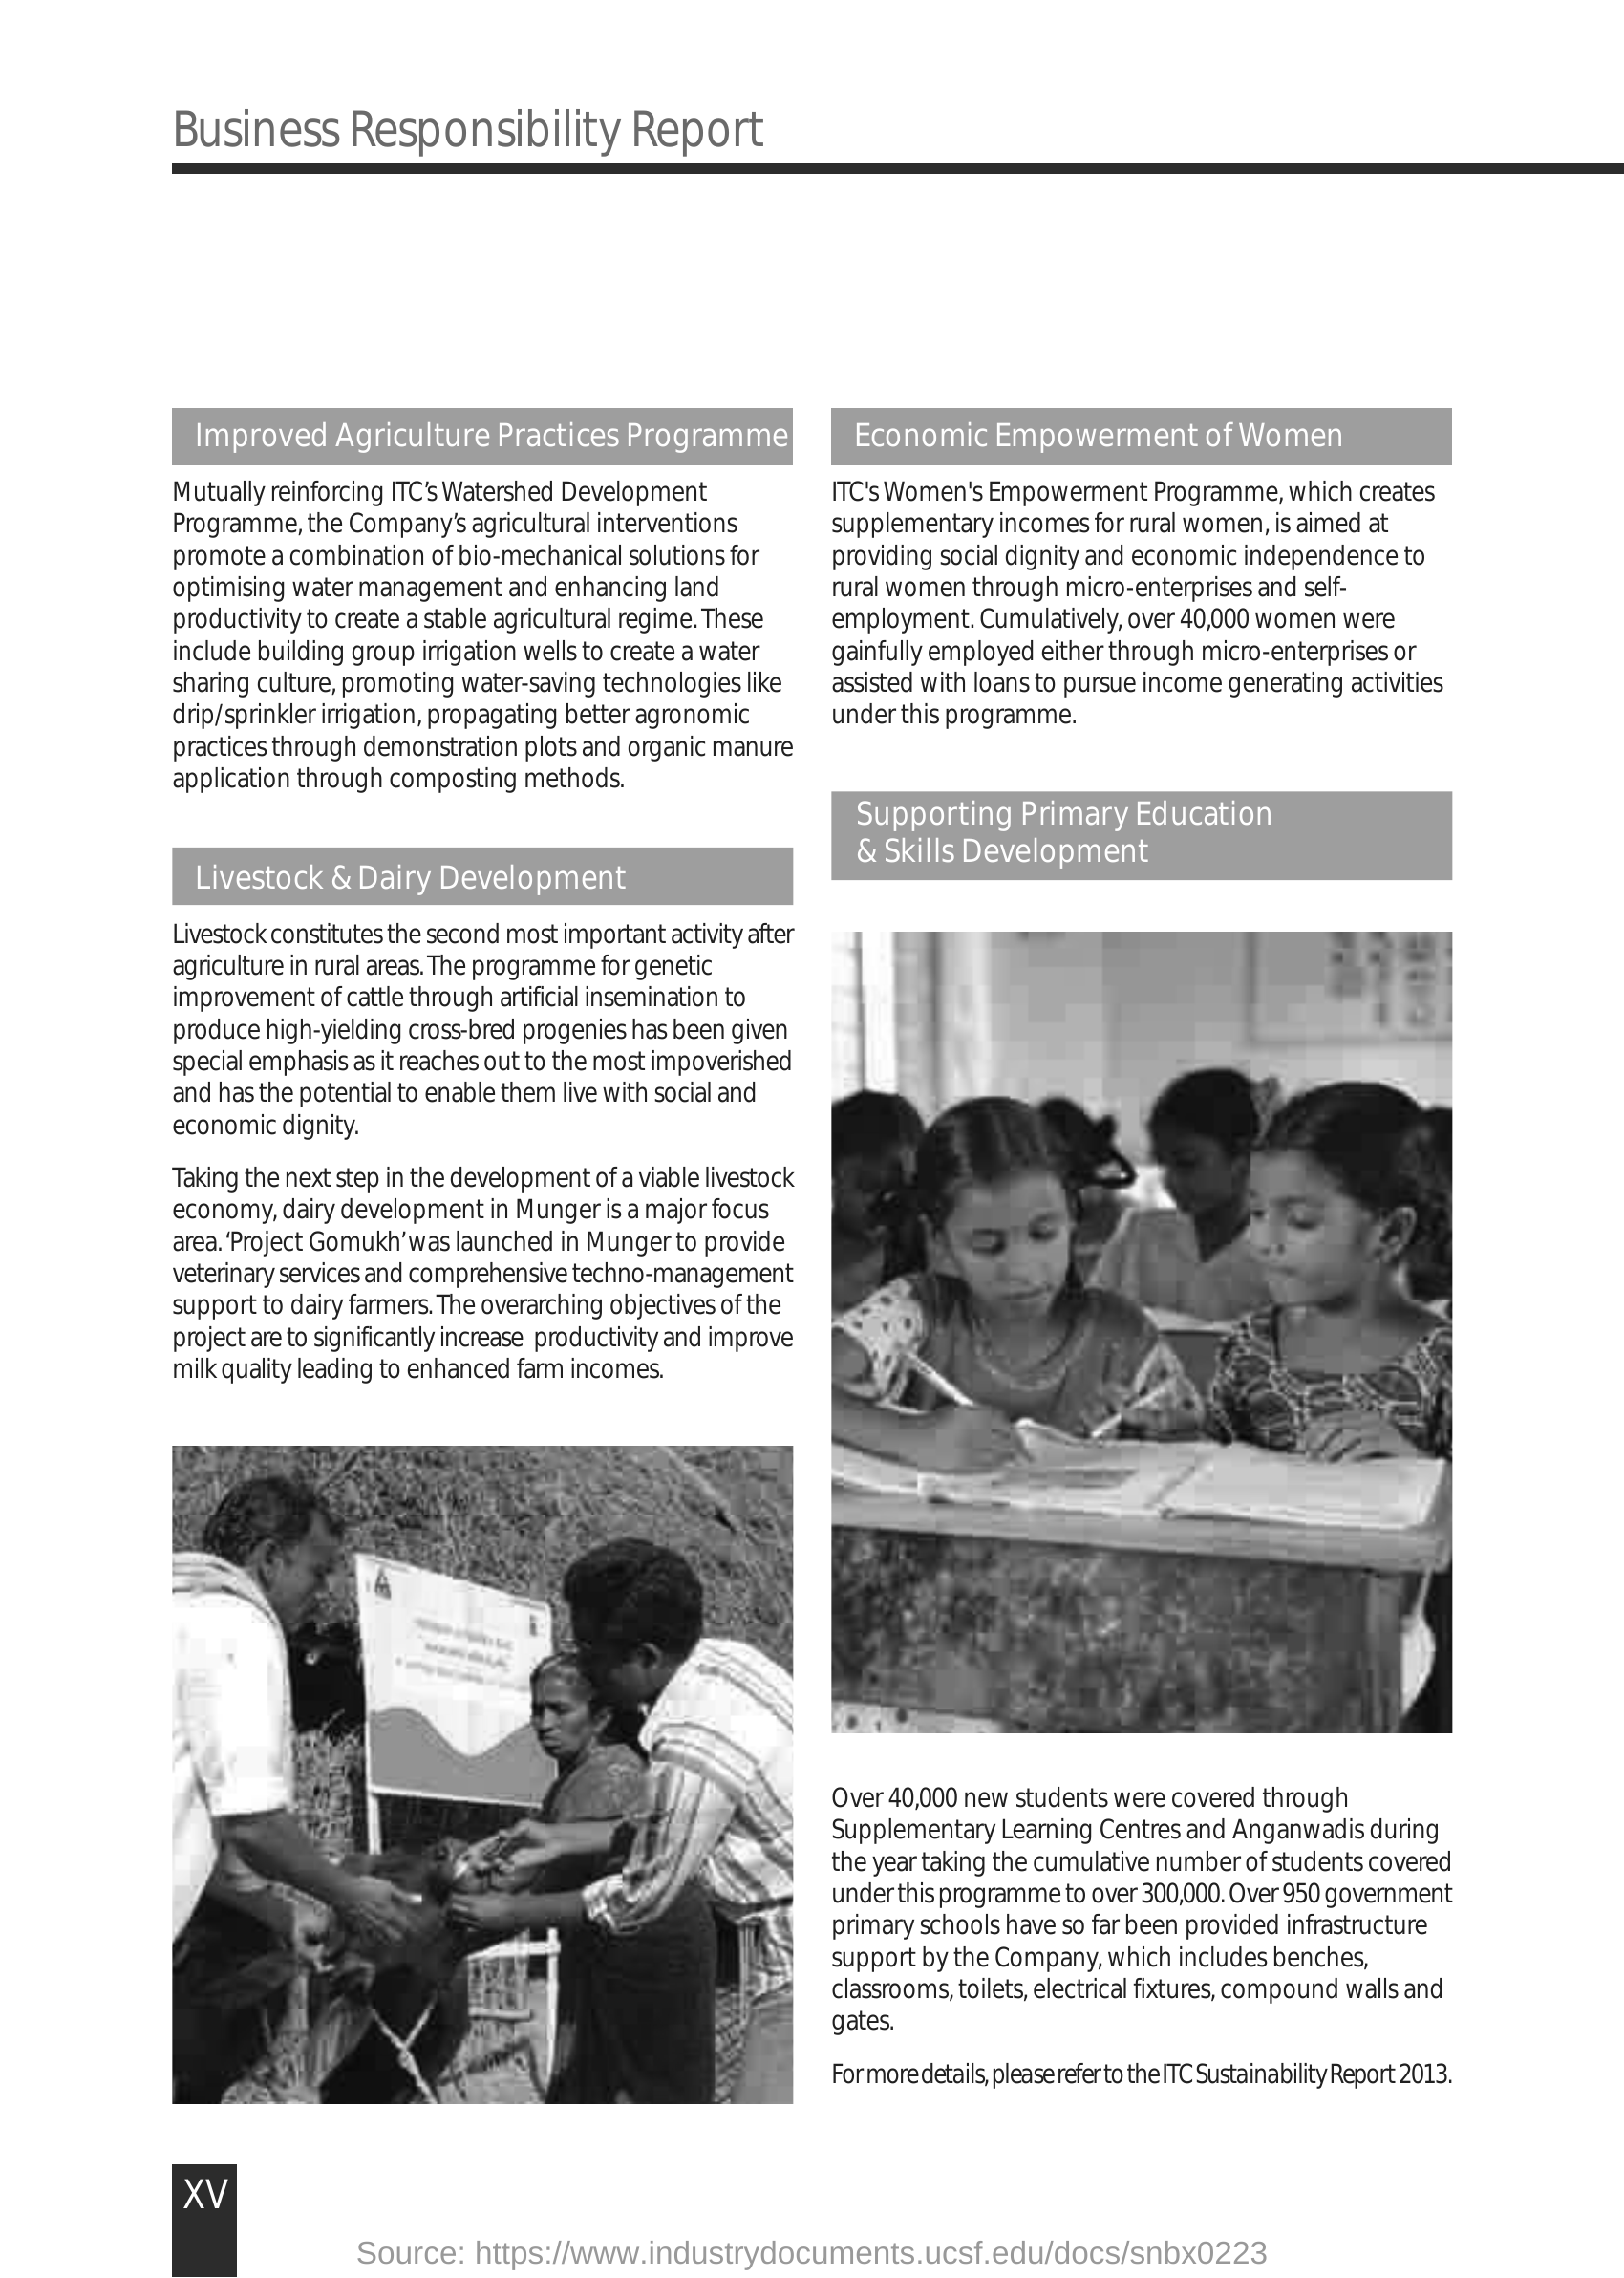 Business Responsibility Report
Improved Agriculture Practices Programme
Mutually reinforcing ITC’s Watershed Development
Programme, the Company’s agricultural interventions
promote a combination of bio-mechanical solutions for
optimising water management and enhancing land
productivity to create a stable agricultural regime. These
include building group irrigation wells to create a water
sharing culture, promoting water-saving technologies like
drip/sprinkler irrigation, propagating better agronomic
practices through demonstration plots and organic manure
application through composting methods.
Livestock & Dairy Development
Livestock constitutes the second most important activity after
agriculture in rural areas. The programme for genetic
improvement of cattle through artificial insemination to
produce high-yielding cross-bred progenies has been given
special emphasis as it reaches out to the most impoverished
and has the potential to enable them live with social and
economic dignity.
Taking the next step in the development of a viable livestock
economy, dairy development in Munger is a major focus
area. ‘Project Gomukh’ was launched in Munger to provide
veterinary services and comprehensive techno-management
support to dairy farmers. The overarching objectives of the
project are to significantly increase productivity and improve
milk quality leading to enhanced farm incomes.
Economic Empowerment of Women
ITC's Women's Empowerment Programme, which creates
supplementary incomes for rural women, is aimed at
providing social dignity and economic independence to
rural women through micro-enterprises and self-
employment. Cumulatively, over 40,000 women were
gainfully employed either through micro-enterprises or
assisted with loans to pursue income generating activities
under this programme.
Supporting Primary Education
& Skills Development
Over 40,000 new students were covered through
Supplementary Learning Centres and Anganwadis during
the year taking the cumulative number of students covered
under this programme to over 300,000. Over 950 government
primary schools have so far been provided infrastructure
support by the Company, which includes benches,
classrooms, toilets, electrical fixtures, compound walls and
gates.
For more details, please refer to the ITC Sustainability Report 2013.
XV
Source: https://www.industrydocuments.ucsf.edu/docs/snbx0223